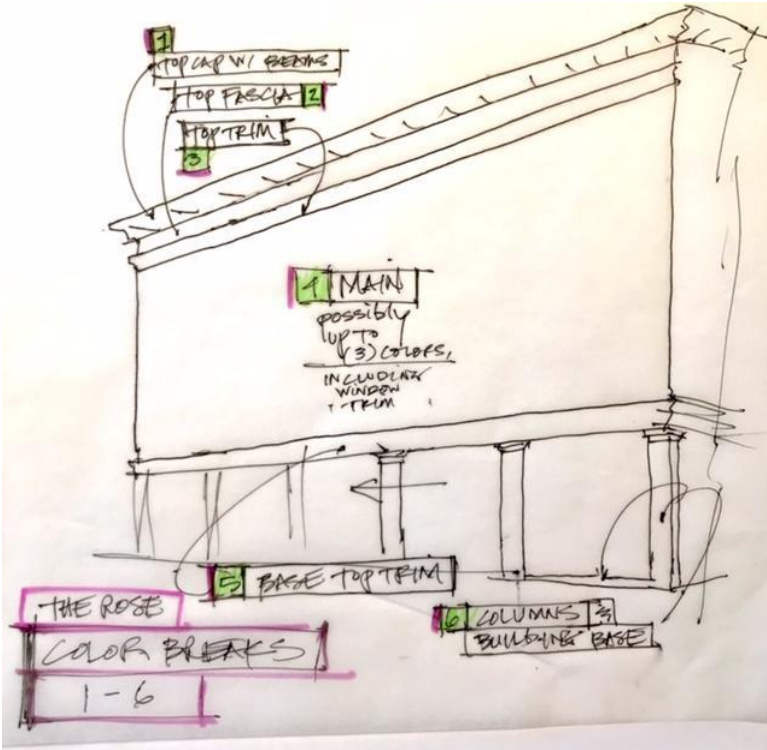 1
TOP CAP W/ BEAMS
TOP FASCIA 2
TOP TRIM
3
4 MAIN
possibly
up to
(3) COLORS,
INCLUDING
WINDOW
TRIM
5 BASE TOP TRIM
6 COLUMNS &
BUILDING BASE
THE ROSE
COLOR BREAKS
1-6